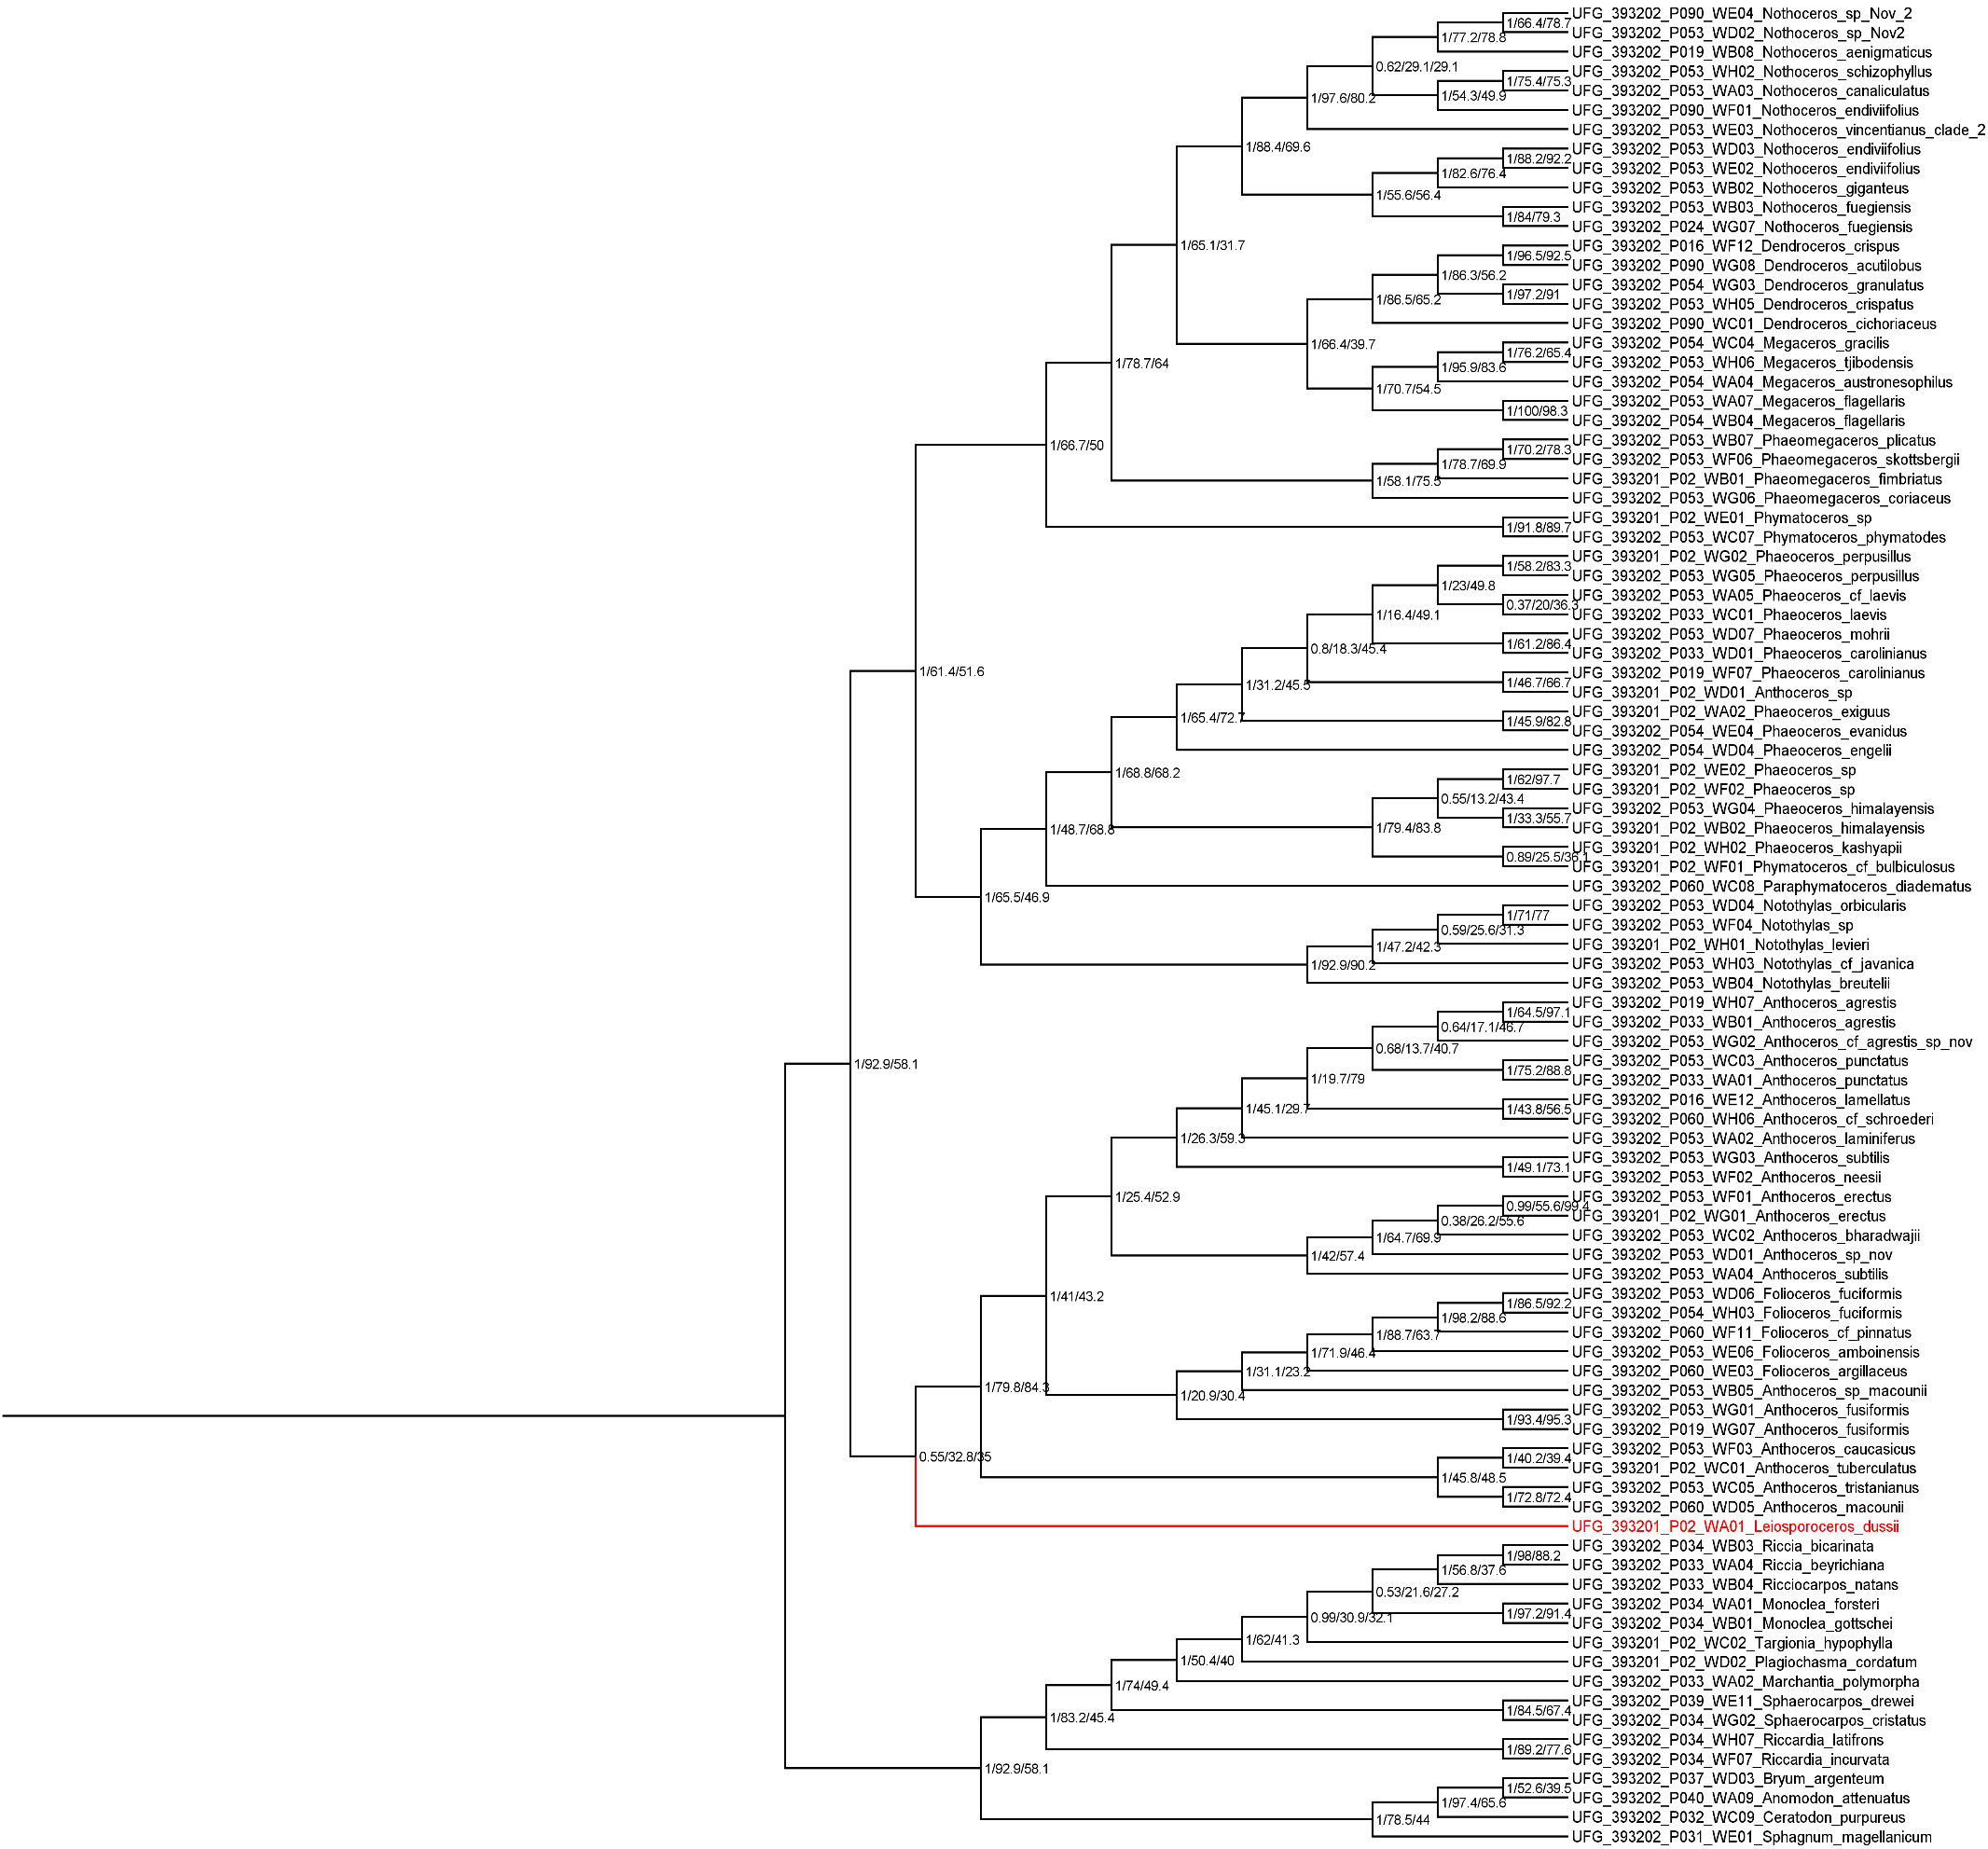 UFG_393202_P090_WE04_Nothoceros_sp_Nov_2
1/66.4/78.7
UFG_393202_P053_WD02_Nothoceros_sp_Nov2
1/77.2/78.8
UFG_393202_P019_WB08_Nothoceros_aenigmaticus
0.62/29.1/29.1
UFG_393202_P053_WH02_Nothoceros_schizophyllus
1/75.4/75.3
UFG_393202_P053_WA03_Nothoceros_canaliculatus
1/97.6/80.2
1/54.3/49.9
UFG_393202_P090_WF01_Nothoceros_endiviifolius
UFG_393202_P053_WE03_Nothoceros_vincentianus_clade_2
1/88.4/69.6
UFG_393202_P053_WD03_Nothoceros_endiviifolius
1/88.2/92.2
UFG_393202_P053_WE02_Nothoceros_endiviifolius
1/82.6/76.4
UFG_393202_P053_WB02_Nothoceros_giganteus
1/55.6/56.4
UFG_393202_P053_WB03_Nothoceros_fuegiensis
1/84/79.3
UFG_393202_P024_WG07_Nothoceros_fuegiensis
1/65.1/31.7
UFG_393202_P016_WF12_Dendroceros_crispus
1/96.5/92.5
UFG_393202_P090_WG08_Dendroceros_acutilobus
1/86.3/56.2
UFG_393202_P054_WG03_Dendroceros_granulatus
1/97.2/91
1/86.5/65.2
UFG_393202_P053_WH05_Dendroceros_crispatus
UFG_393202_P090_WC01_Dendroceros_cichoriaceus
1/66.4/39.7
UFG_393202_P054_WC04_Megaceros_gracilis
1/76.2/65.4
UFG_393202_P053_WH06_Megaceros_tjibodensis
1/78.7/64
1/95.9/83.6
UFG_393202_P054_WA04_Megaceros_austronesophilus
1/70.7/54.5
UFG_393202_P053_WA07_Megaceros_flagellaris
1/100/98.3
UFG_393202_P054_WB04_Megaceros_flagellaris
UFG_393202_P053_WB07_Phaeomegaceros_plicatus
1/66.7/50
1/70.2/78.3
UFG_393202_P053_WF06_Phaeomegaceros_skottsbergii
1/78.7/69.9
UFG_393201_P02_WB01_Phaeomegaceros_fimbriatus
1/58.1/75.5
UFG_393202_P053_WG06_Phaeomegaceros_coriaceus
UFG_393201_P02_WE01_Phymatoceros_sp
1/91.8/89.7
UFG_393202_P053_WC07_Phymatoceros_phymatodes
UFG_393201_P02_WG02_Phaeoceros_perpusillus
1/58.2/83.3
UFG_393202_P053_WG05_Phaeoceros_perpusillus
1/23/49.8
UFG_393202_P053_WA05_Phaeoceros_cf_laevis
0.37/20/36.3
UFG_393202_P033_WC01_Phaeoceros_laevis
1/16.4/49.1
UFG_393202_P053_WD07_Phaeoceros_mohrii
1/61.2/86.4
0.8/18.3/45.4
UFG_393202_P033_WD01_Phaeoceros_carolinianus
1/61.4/51.6
UFG_393202_P019_WF07_Phaeoceros_carolinianus
1/46.7/66.7
1/31.2/45.5
UFG_393201_P02_WD01_Anthoceros_sp
UFG_393201_P02_WA02_Phaeoceros_exiguus
1/65.4/72.7
1/45.9/82.8
UFG_393202_P054_WE04_Phaeoceros_evanidus
UFG_393202_P054_WD04_Phaeoceros_engelii
1/68.8/68.2
UFG_393201_P02_WE02_Phaeoceros_sp
1/62/97.7
UFG_393201_P02_WF02_Phaeoceros_sp
0.55/13.2/43.4
UFG_393202_P053_WG04_Phaeoceros_himalayensis
1/33.3/55.7
UFG_393201_P02_WB02_Phaeoceros_himalayensis
1/48.7/68.8
1/79.4/83.8
UFG_393201_P02_WH02_Phaeoceros_kashyapii
0.89/25.5/36.1
UFG_393201_P02_WF01_Phymatoceros_cf_bulbiculosus
UFG_393202_P060_WC08_Paraphymatoceros_diadematus
1/65.5/46.9
UFG_393202_P053_WD04_Notothylas_orbicularis
1/71/77
UFG_393202_P053_WF04_Notothylas_sp
0.59/25.6/31.3
UFG_393201_P02_WH01_Notothylas_levieri
1/47.2/42.3
UFG_393202_P053_WH03_Notothylas_cf_javanica
1/92.9/90.2
UFG_393202_P053_WB04_Notothylas_breutelii
UFG_393202_P019_WH07_Anthoceros_agrestis
1/64.5/97.1
UFG_393202_P033_WB01_Anthoceros_agrestis
0.64/17.1/46.7
UFG_393202_P053_WG02_Anthoceros_cf_agrestis_sp_nov
0.68/13.7/40.7
UFG_393202_P053_WC03_Anthoceros_punctatus
1/92.9/58.1
1/75.2/88.8
UFG_393202_P033_WA01_Anthoceros_punctatus
1/19.7/79
UFG_393202_P016_WE12_Anthoceros_lamellatus
1/43.8/56.5
1/45.1/29.7
UFG_393202_P060_WH06_Anthoceros_cf_schroederi
UFG_393202_P053_WA02_Anthoceros_laminiferus
1/26.3/59.3
UFG_393202_P053_WG03_Anthoceros_subtilis
1/49.1/73.1
UFG_393202_P053_WF02_Anthoceros_neesii
1/25.4/52.9
UFG_393202_P053_WF01_Anthoceros_erectus
0.99/55.6/99.4
UFG_393201_P02_WG01_Anthoceros_erectus
0.38/26.2/55.6
UFG_393202_P053_WC02_Anthoceros_bharadwajii
1/64.7/69.9
UFG_393202_P053_WD01_Anthoceros_sp_nov
1/42/57.4
UFG_393202_P053_WA04_Anthoceros_subtilis
1/41/43.2
UFG_393202_P053_WD06_Folioceros_fuciformis
1/86.5/92.2
UFG_393202_P054_WH03_Folioceros_fuciformis
1/98.2/88.6
UFG_393202_P060_WF11_Folioceros_cf_pinnatus
1/88.7/63.7
UFG_393202_P053_WE06_Folioceros_amboinensis
1/71.9/46.4
UFG_393202_P060_WE03_Folioceros_argillaceus
1/31.1/23.2
1/79.8/84.3
UFG_393202_P053_WB05_Anthoceros_sp_macounii
1/20.9/30.4
UFG_393202_P053_WG01_Anthoceros_fusiformis
1/93.4/95.3
UFG_393202_P019_WG07_Anthoceros_fusiformis
UFG_393202_P053_WF03_Anthoceros_caucasicus
0.55/32.8/35
1/40.2/39.4
UFG_393201_P02_WC01_Anthoceros_tuberculatus
1/45.8/48.5
UFG_393202_P053_WC05_Anthoceros_tristanianus
1/72.8/72.4
UFG_393202_P060_WD05_Anthoceros_macounii
UFG_393201_P02_WA01_Leiosporoceros_dussii
UFG_393202_P034_WB03_Riccia_bicarinata
1/98/88.2
UFG_393202_P033_WA04_Riccia_beyrichiana
1/56.8/37.6
UFG_393202_P033_WB04_Ricciocarpos_natans
0.53/21.6/27.2
UFG_393202_P034_WA01_Monoclea_forsteri
1/97.2/91.4
0.99/30.9/32.1
UFG_393202_P034_WB01_Monoclea_gottschei
1/62/41.3
UFG_393201_P02_WC02_Targionia_hypophylla
1/50.4/40
UFG_393201_P02_WD02_Plagiochasma_cordatum
1/74/49.4
UFG_393202_P033_WA02_Marchantia_polymorpha
UFG_393202_P039_WE11_Sphaerocarpos_drewei
1/84.5/67.4
1/83.2/45.4
UFG_393202_P034_WG02_Sphaerocarpos_cristatus
UFG_393202_P034_WH07_Riccardia_latifrons
1/89.2/77.6
UFG_393202_P034_WF07_Riccardia_incurvata
1/92.9/58.1
UFG_393202_P037_WD03_Bryum_argenteum
1/52.6/39.5
UFG_393202_P040_WA09_Anomodon_attenuatus
1/97.4/65.6
UFG_393202_P032_WC09_Ceratodon_purpureus
1/78.5/44
UFG_393202_P031_WE01_Sphagnum_magellanicum